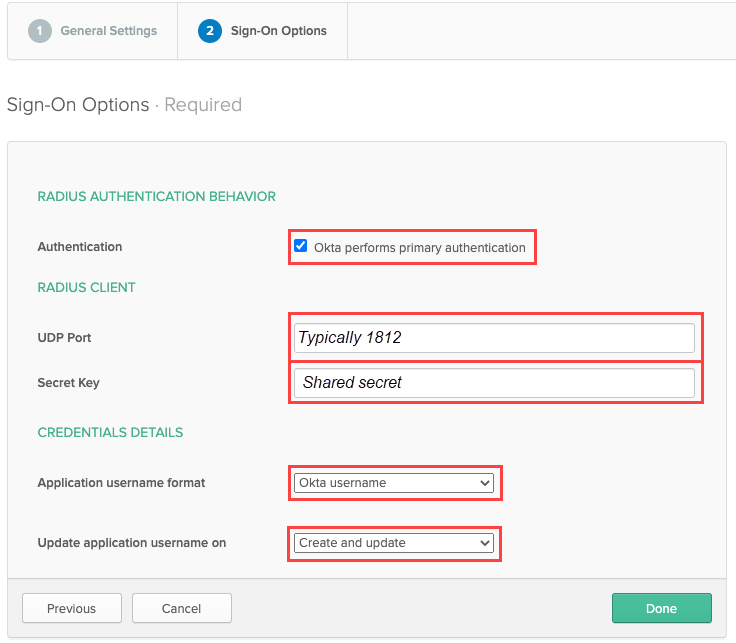 1 General Settings 2 Sign-On Options
Sign-On Options · Required
RADIUS AUTHENTICATION BEHAVIOR
Authentication Okta performs primary authentication
RADIUS CLIENT
UDP Port Typically 1812
Secret Key Shared secret
CREDENTIALS DETAILS
Application username format Okta username
Update application username on Create and update
Previous Cancel Done